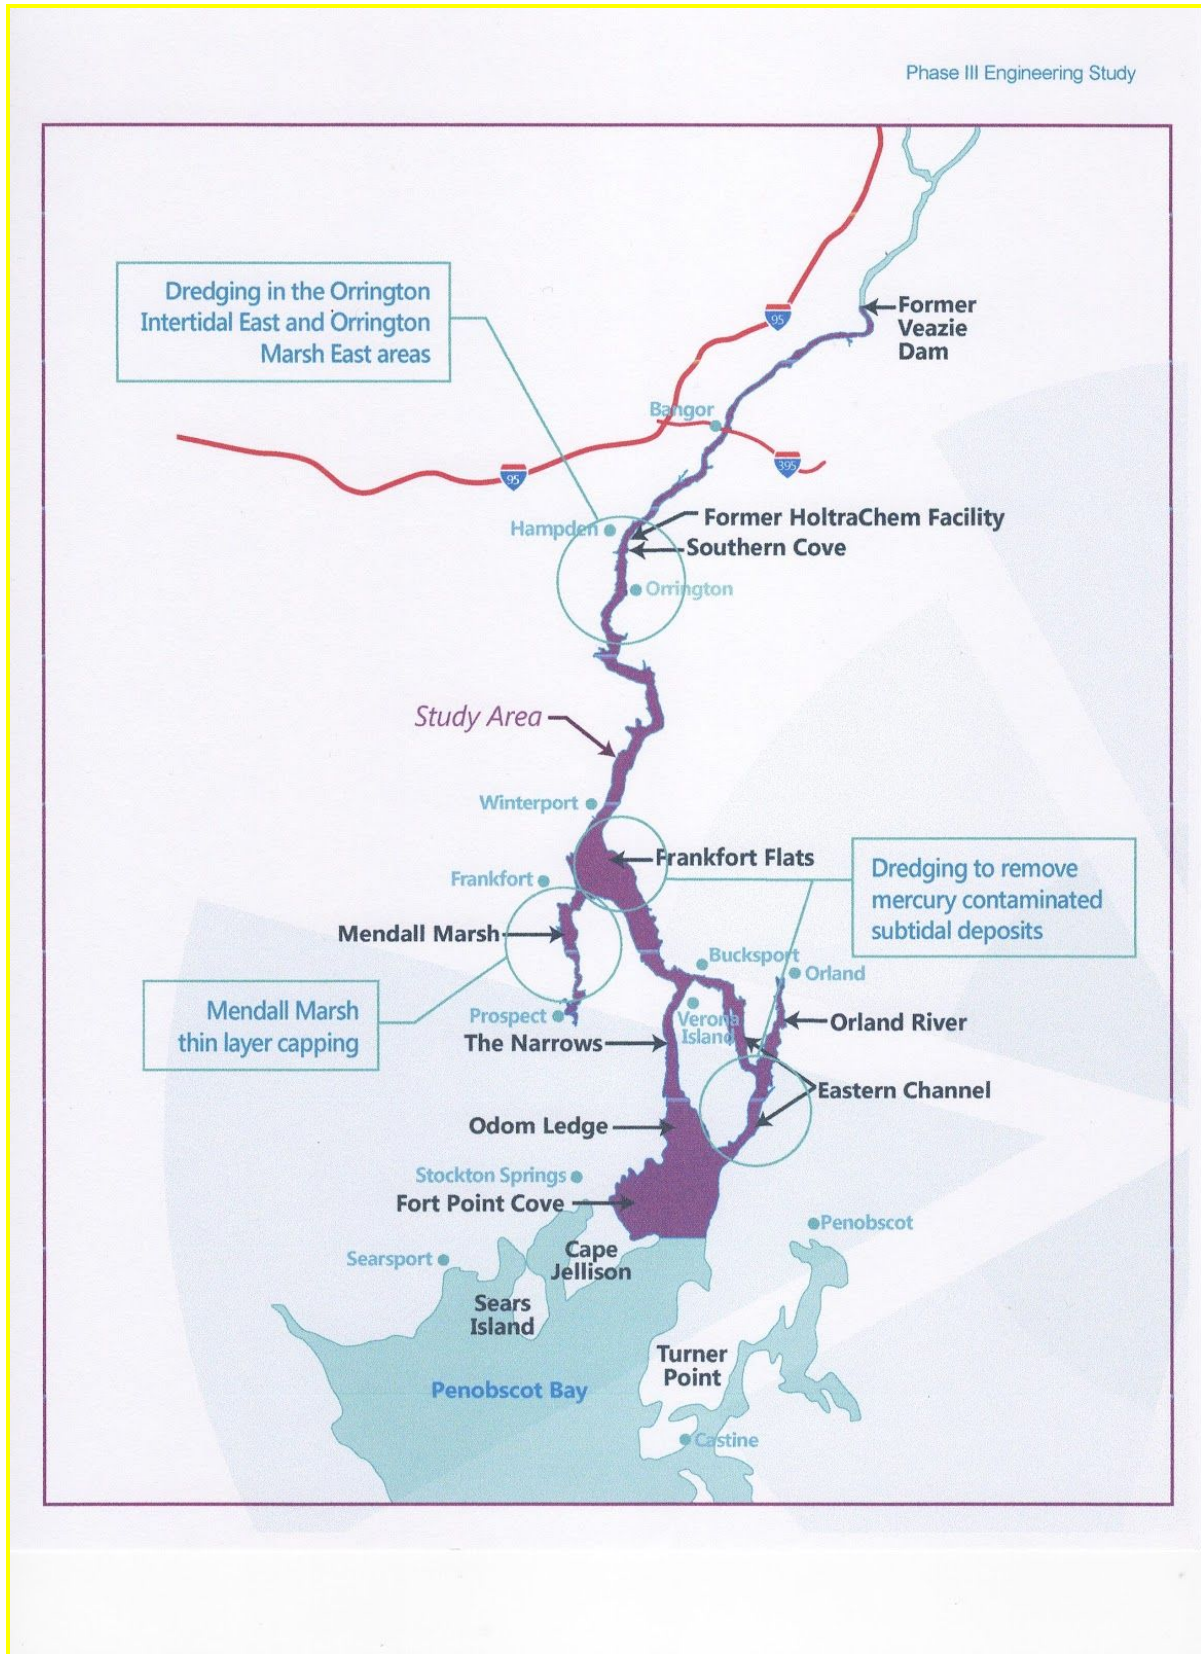 Phase III Engineering Study
Dredging in the Orrington
Intertidal East and Orrington
Marsh East areas
95
Former
Veazie
Dam
Bangor
95
395
Hampden
Former HoltraChem Facility
Southern Cove
Orrington
Study Area
Winterport
Frankfort Flats
Frankfort
Dredging to remove
mercury contaminated
subtidal deposits
Mendall Marsh
Bucksport
Orland
Mendall Marsh
thin layer capping
Prospect
Verona
Island
Orland River
The Narrows
Eastern Channel
Odom Ledge
Stockton Springs
Fort Point Cove
Penobscot
Searsport
Cape
Jellison
Sears
Island
Turner
Point
Penobscot Bay
Castine